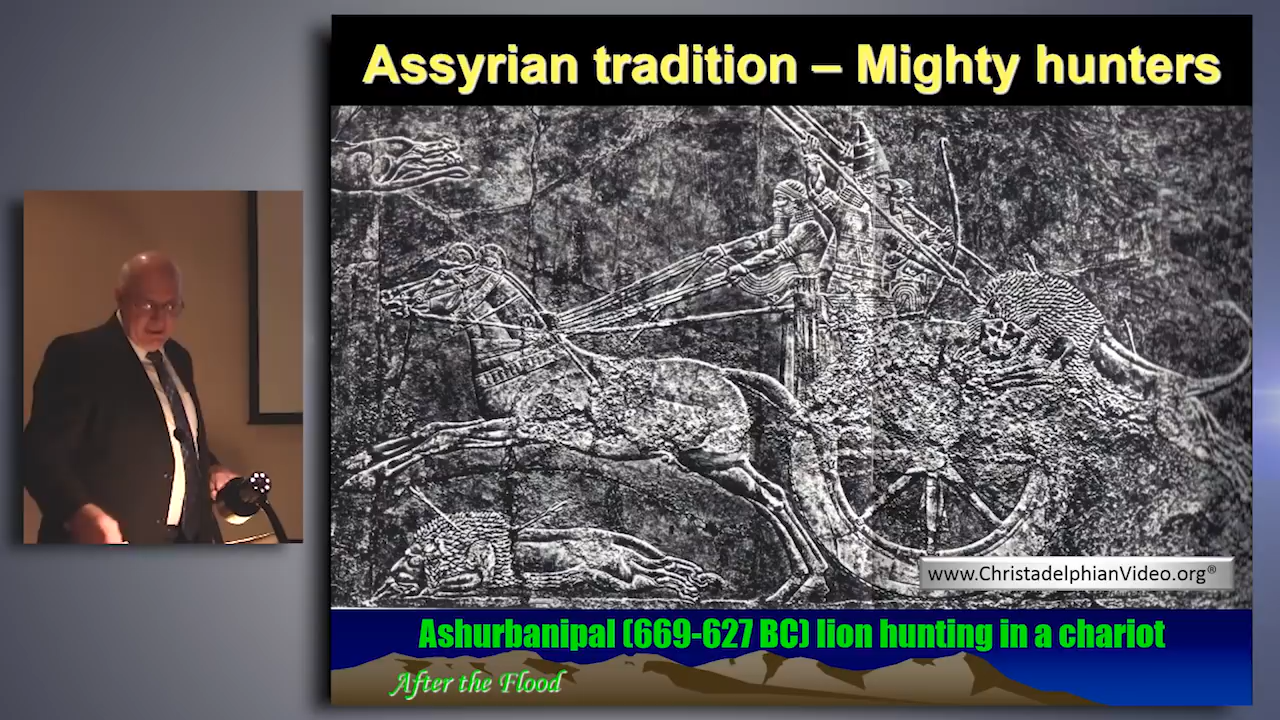 Assyrian tradition – Mighty hunters
www.ChristadelphianVideo.org®
Ashurbanipal (669-627 BC) lion hunting in a chariot
After the Flood